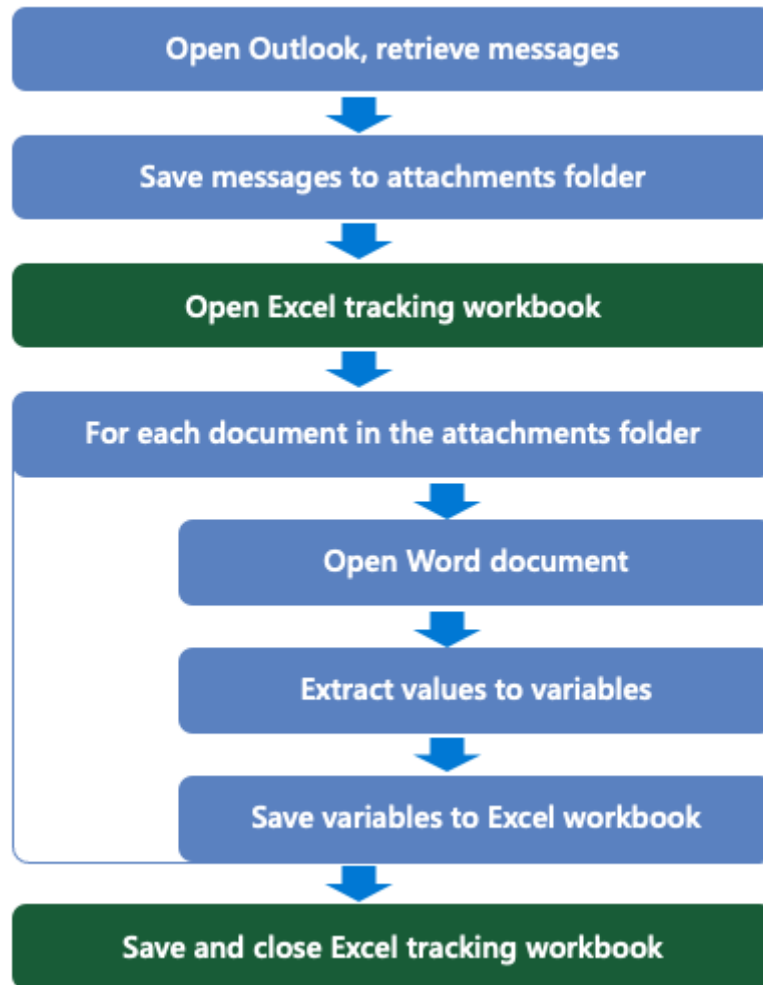 Open Outlook, retrieve messages
Save messages to attachments folder
Open Excel tracking workbook
For each document in the attachments folder
Open Word document
Extract values to variables
Save variables to Excel workbook
Save and close Excel tracking workbook